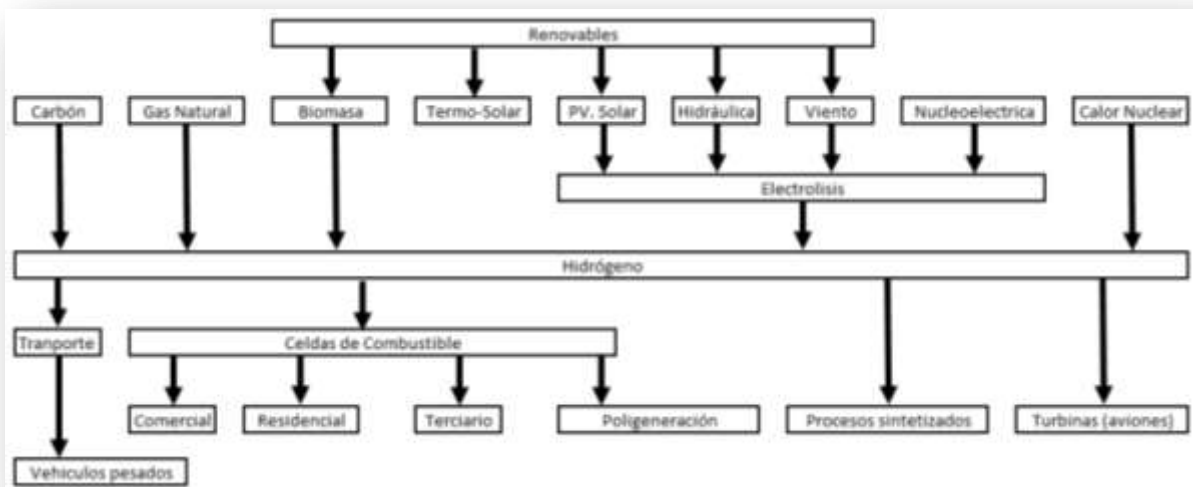 Renovables
Carbón
Gas Natural
Biomasa
Termo-Solar
PV. Solar
Hidráulica
Viento
Nucleoelectrica
Calor Nuclear
Electrolisis
Hidrógeno
Tranporte
Celdas de Combustible
Comercial
Residencial
Terciario
Poligeneración
Procesos sintetizados
Turbinas (aviones)
Vehiculos pesados